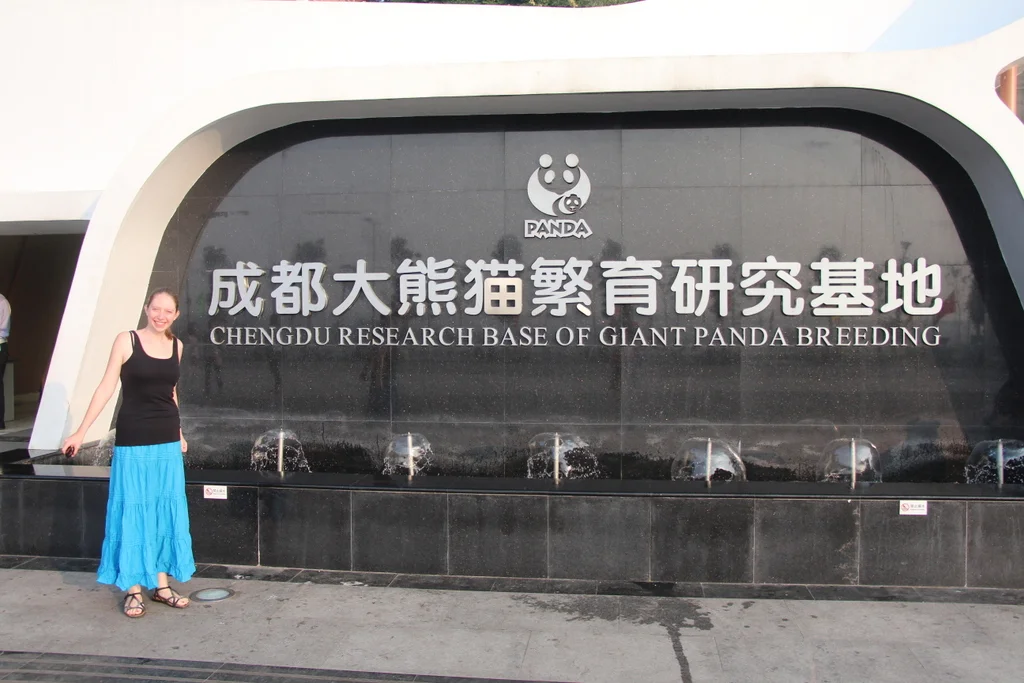 PANDA
成都大熊猫繁育研究基地
CHENGDU RESEARCH BASE OF GIANT PANDA BREEDING